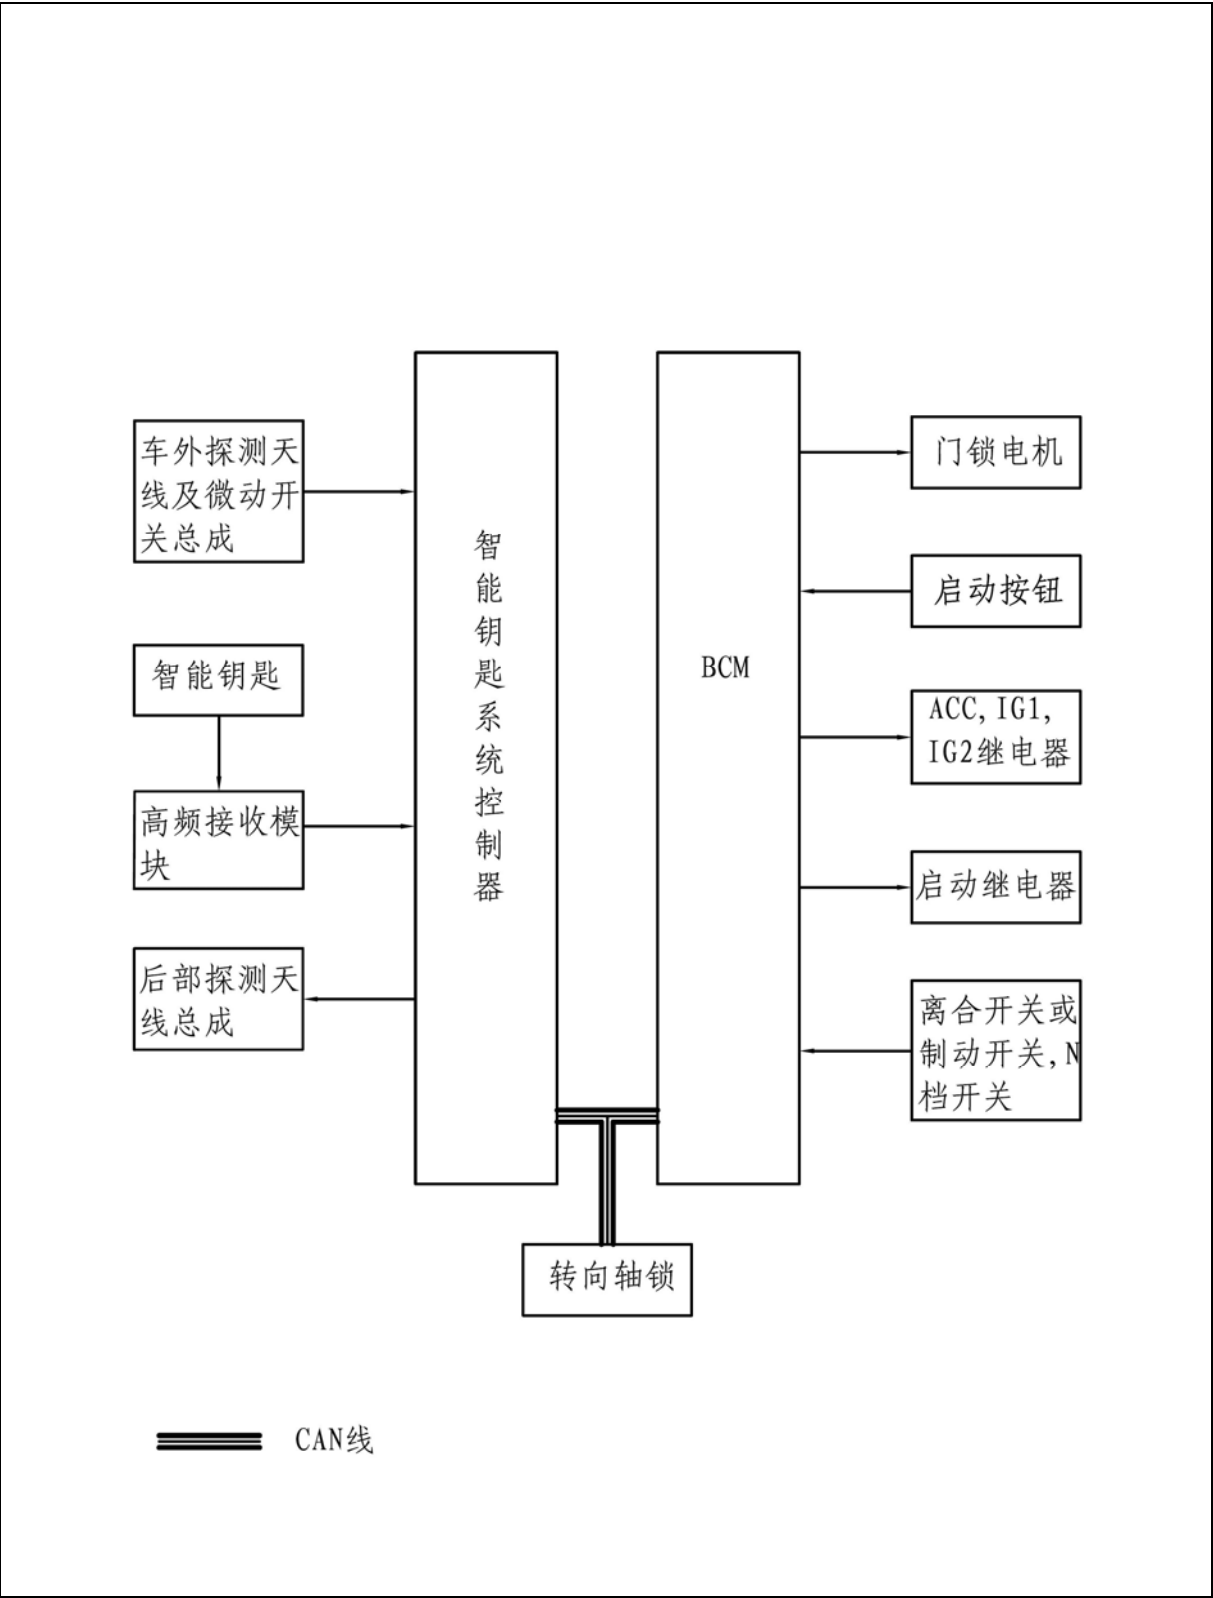 车外探测天
线及微动开
关总成
智能钥匙
高频接收模
块
后部探测天
线总成
智
能
钥
匙
系
统
控
制
器
BCM
门锁电机
启动按钮
ACC, IG1,
IG2继电器
启动继电器
离合开关或
制动开关,N
档开关
转向轴锁
CAN线